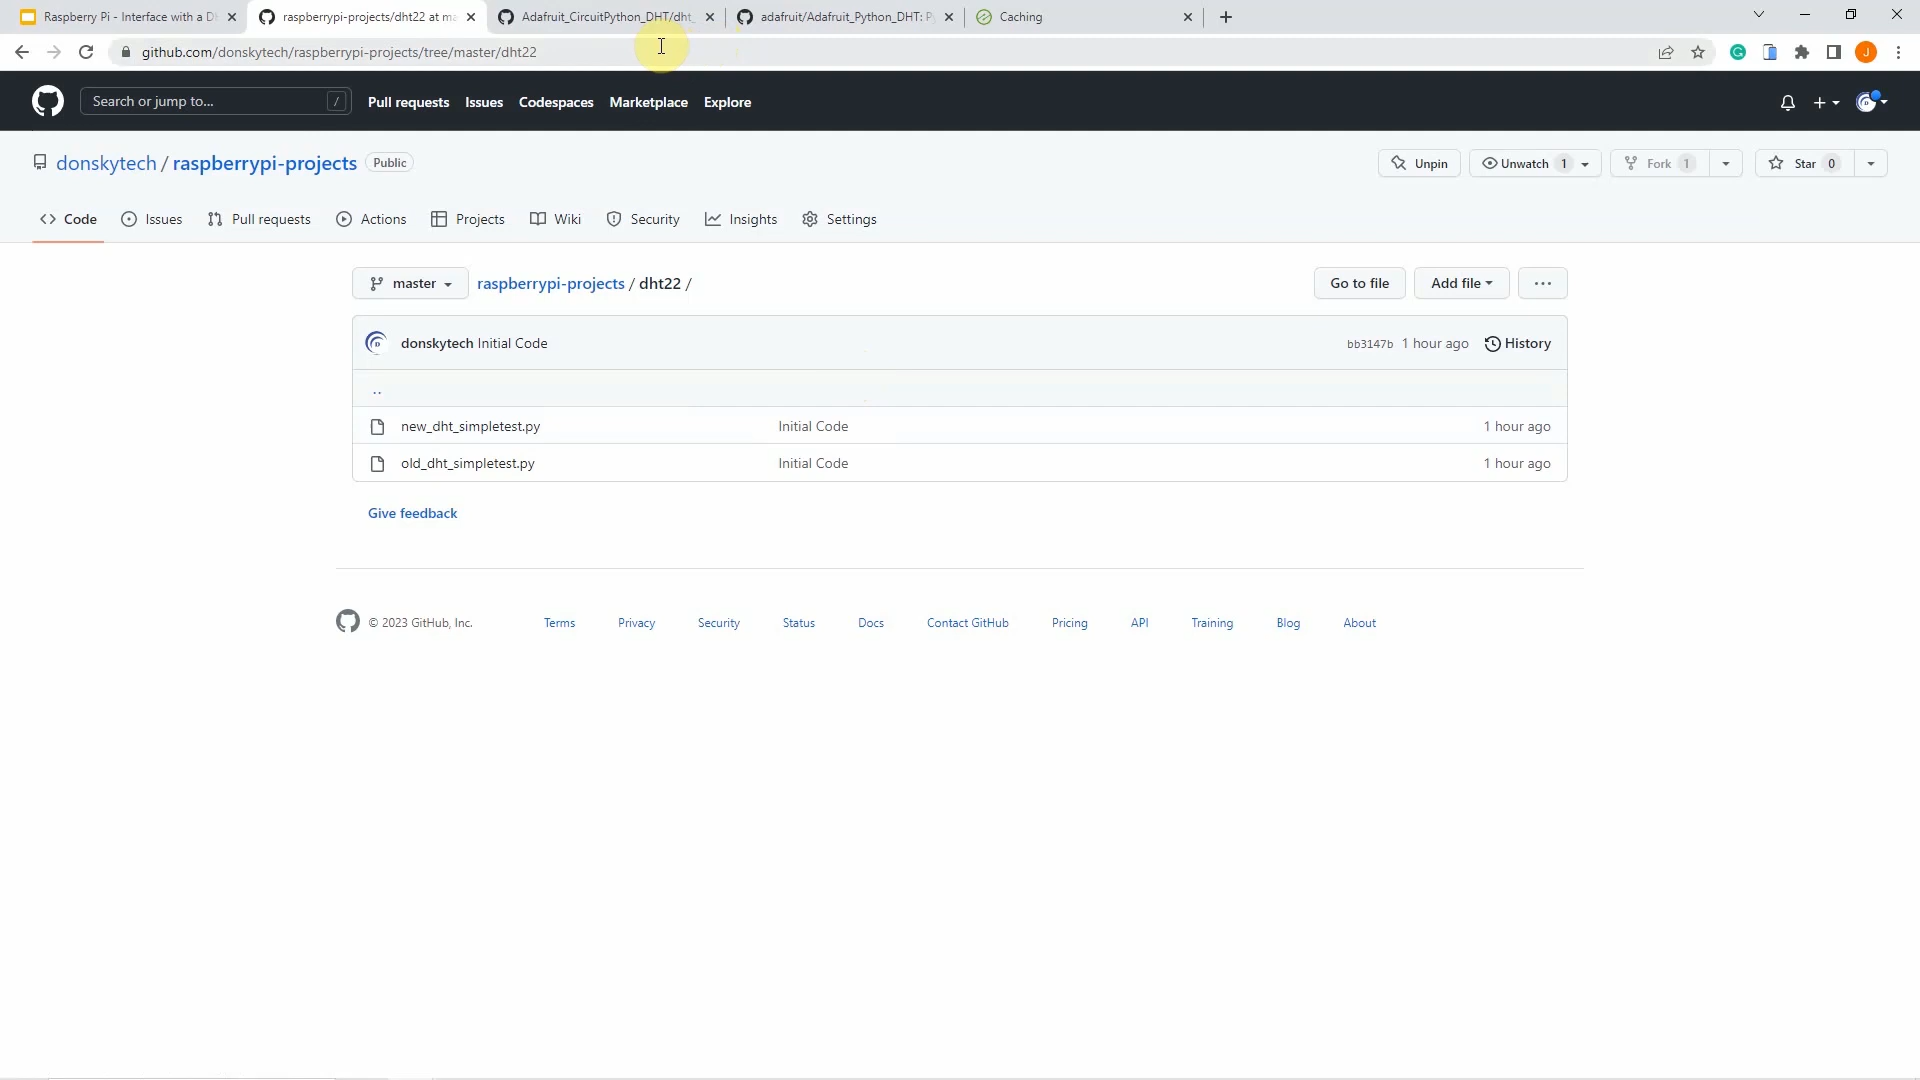 Raspberry Pi - Interface with a D
raspberrypi-projects/dht22 at ma
Adafruit_CircuitPython_DHT/dht_
adafruit/Adafruit_Python_DHT: P
Caching
github.com/donskytech/raspberrypi-projects/tree/master/dht22
G
J
Search or jump to...
/
Pull requests
Issues
Codespaces
Marketplace
Explore
donskytech / raspberrypi-projects
Public
Unpin
Unwatch 1
Fork 1
Star 0
Code
Issues
Pull requests
Actions
Projects
Wiki
Security
Insights
Settings
master
raspberrypi-projects / dht22 /
Go to file
Add file
...
donskytech Initial Code
bb3147b 1 hour ago
History
..
new_dht_simpletest.py Initial Code 1 hour ago
old_dht_simpletest.py Initial Code 1 hour ago
Give feedback
© 2023 GitHub, Inc.
Terms
Privacy
Security
Status
Docs
Contact GitHub
Pricing
API
Training
Blog
About